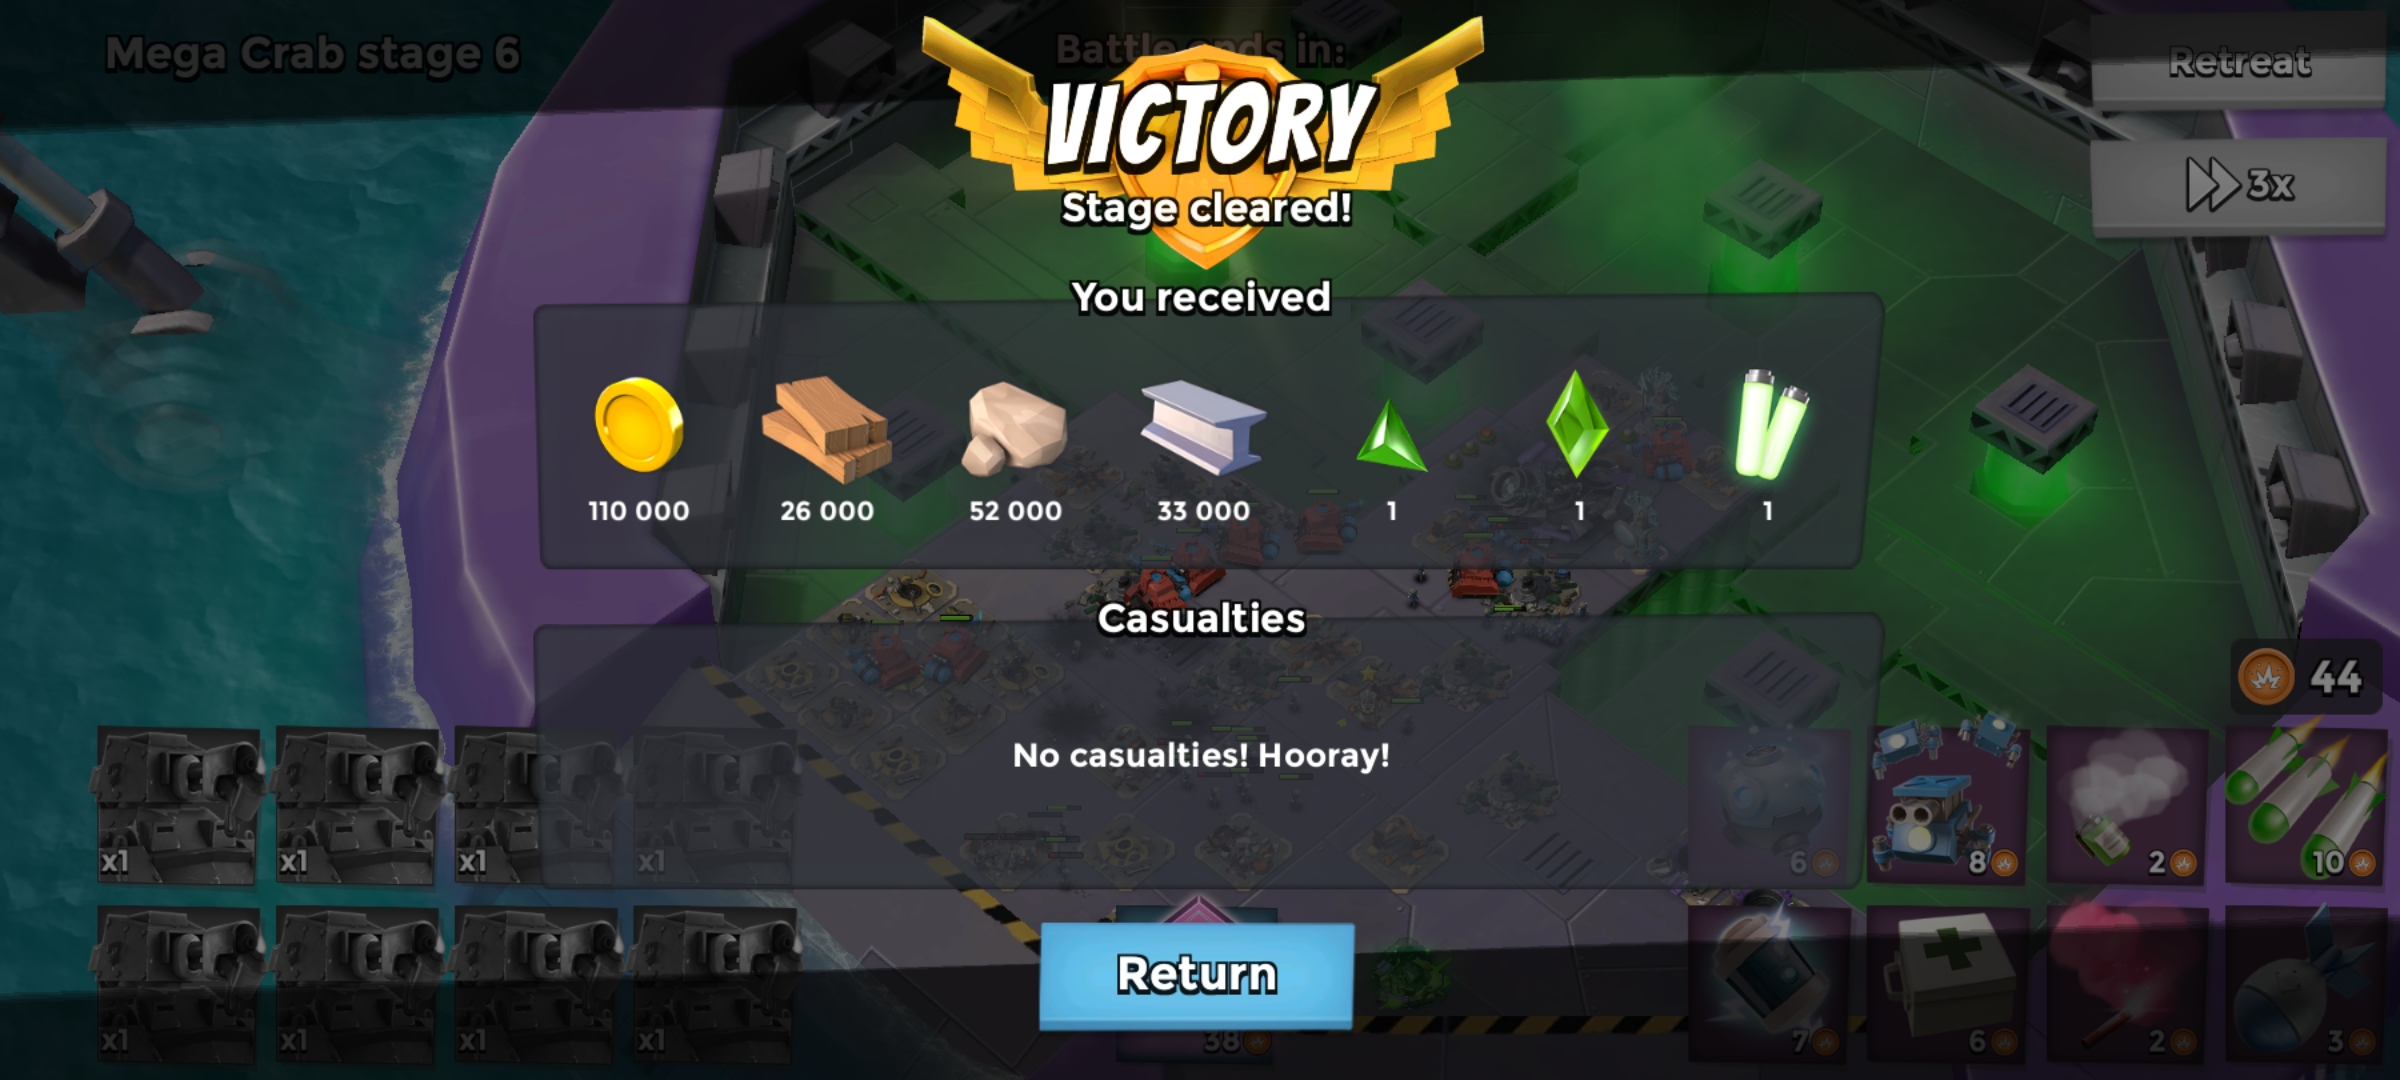 Mega Crab stage 6
Battle ends in:
Retreat
VICTORY
3x
Stage cleared!
You received
110 000
26 000
52 000
33 000
1
1
1
Casualties
44
No casualties! Hooray!
x1
x1
x1
x1
6
8
2
10
Return
x1
x1
x1
x1
38
7
6
2
3